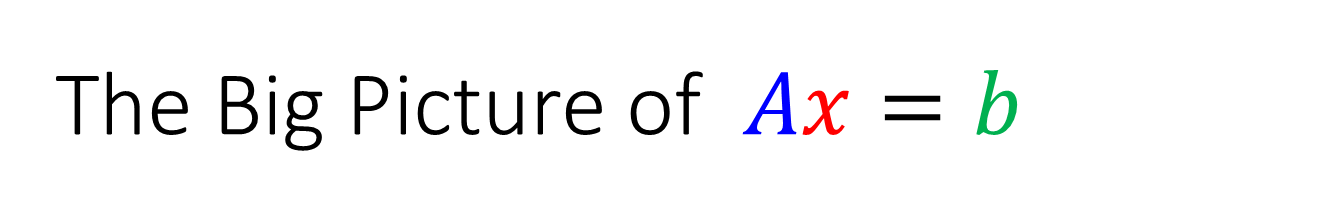 The Big Picture of Ax = b